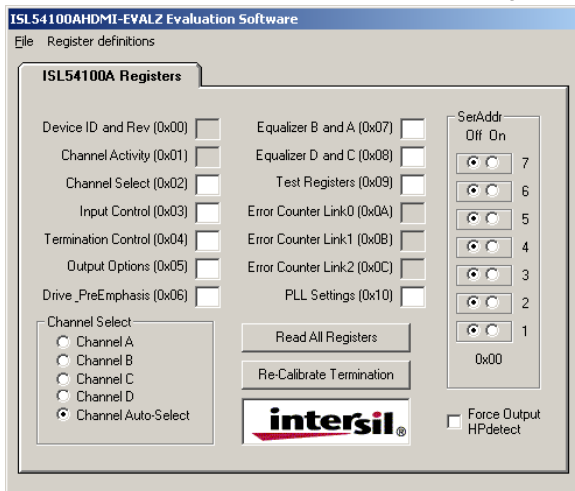 ISL54100AHDMI-EVALZ Evaluation Software
File Register definitions
ISL54100A Registers
Device ID and Rev (0x00)
Channel Activity (0x01)
Channel Select (0x02)
Input Control (0x03)
Termination Control (0x04)
Output Options (0x05)
Drive_PreEmphasis (0x06)
Equalizer B and A (0x07)
Equalizer D and C (0x08)
Test Registers (0x09)
Error Counter Link0 (0x0A)
Error Counter Link1 (0x0B)
Error Counter Link2 (0x0C)
PLL Settings (0x10)
SerAddr
Off On
7
6
5
4
3
2
1
0x00
Channel Select
Channel A
Channel B
Channel C
Channel D
Channel Auto-Select
Read All Registers
Re-Calibrate Termination
intersil®
Force Output
HPdetect